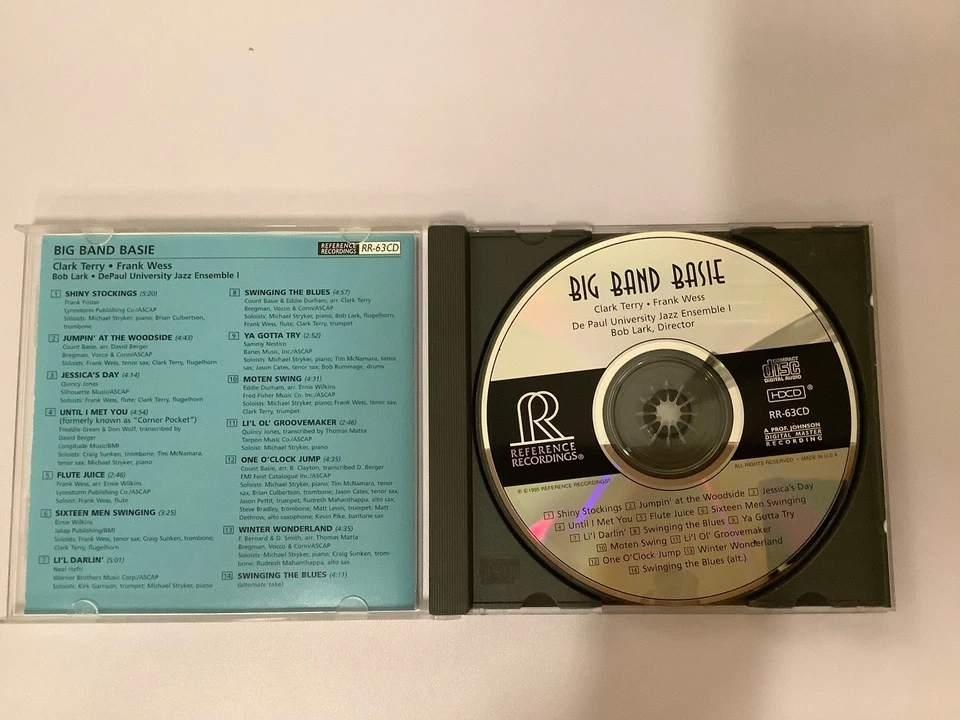 BIG BAND BASIE
REFERENCE RECORDINGS RR-63CD
Clark Terry • Frank Wess
Bob Lark • DePaul University Jazz Ensemble I
1 SHINY STOCKINGS (5:20)
Frank Foster
Lynnstorm Publishing Co./ASCAP
Soloists: Michael Stryker, piano; Brian Culbertson,
trombone
2 JUMPIN' AT THE WOODSIDE (4:43)
Count Basie, arr. David Berger
Bregman, Vocco & Conn/ASCAP
Soloists: Frank Wess, tenor sax; Clark Terry, flugelhorn
3 JESSICA'S DAY (4:14)
Quincy Jones
Silhouette Music/ASCAP
Soloists: Frank Wess, flute; Clark Terry, flugelhorn
4 UNTIL I MET YOU (4:54)
(formerly known as "Corner Pocket")
Freddie Green & Don Wolf, transcribed by
David Berger
Longitude Music/BMI
Soloists: Craig Sunken, trombone; Tim McNamara,
tenor sax; Michael Stryker, piano
5 FLUTE JUICE (2:46)
Frank Wess, arr. Ernie Wilkins
Lynnstorm Publishing Co./ASCAP
Soloist: Frank Wess, flute
6 SIXTEEN MEN SWINGING (3:25)
Ernie Wilkins
Jatap Publishing/BMI
Soloists: Frank Wess, tenor sax; Craig Sunken, trombone;
Clark Terry, flugelhorn
7 LI'L DARLIN' (5:01)
Neal Hefti
Warner Brothers Music Corp./ASCAP
Soloists: Kirk Garrison, trumpet; Michael Stryker, piano
8 SWINGING THE BLUES (4:57)
Count Basie & Eddie Durham, arr. Clark Terry
Bregman, Vocco & Conn/ASCAP
Soloists: Michael Stryker, piano; Bob Lark, flugelhorn;
Frank Wess, flute; Clark Terry, trumpet
9 YA GOTTA TRY (2:52)
Sammy Nestico
Banes Music, Inc./ASCAP
Soloists: Michael Stryker, piano; Tim McNamara, tenor
sax; Jason Cates, tenor sax; Bob Rummage, drums
10 MOTEN SWING (4:31)
Eddie Durham, arr. Ernie Wilkins
Fred Fisher Music Co. Inc./ASCAP
Soloists: Michael Stryker, piano; Frank Wess, tenor sax,
Clark Terry, trumpet
11 LI'L OL' GROOVEMAKER (2:46)
Quincy Jones, transcribed by Thomas Matta
Tarpon Music Co./ASCAP
Soloist: Michael Stryker, piano
12 ONE O'CLOCK JUMP (4:35)
Count Basie, arr. B. Clayton, transcribed D. Berger
EMI Feist Catalogue Inc./ASCAP
Soloists: Michael Stryker, piano; Tim McNamara, tenor
sax, Brian Culbertson, trombone; Jason Cates, tenor sax,
Jason Pettit, trumpet, Rudresh Mahanthappa, alto sax;
Steve Bradley, trombone; Matt Lewis, trumpet; Matt
Dethrow, alto saxophone; Kevin Pike, baritone sax
13 WINTER WONDERLAND (4:35)
F. Bernard & D. Smith, arr. Thomas Matta
Bregman, Vocco & Conn/ASCAP
Soloists: Michael Stryker, piano; Craig Sunken, trom-
bone; Rudresh Mahanthappa, alto sax
14 SWINGING THE BLUES (4:11)
(alternate take)
BIG BAND BASIE
Clark Terry • Frank Wess
De Paul University Jazz Ensemble I
Bob Lark, Director
R
REFERENCE
RECORDINGS®
COMPACT
disc
DIGITAL AUDIO
HDCD®
RR-63CD
A PROF. JOHNSON
DIGITAL MASTER
RECORDING
ALL RIGHTS RESERVED • MADE IN U.S.A.
℗ © 1995 REFERENCE RECORDINGS®
1 Shiny Stockings 2 Jumpin' at the Woodside 3 Jessica's Day
4 Until I Met You 5 Flute Juice 6 Sixteen Men Swinging
7 Li'l Darlin' 8 Swinging the Blues 9 Ya Gotta Try
10 Moten Swing 11 Li'l Ol' Groovemaker
12 One O'Clock Jump 13 Winter Wonderland
14 Swinging the Blues (alt.)